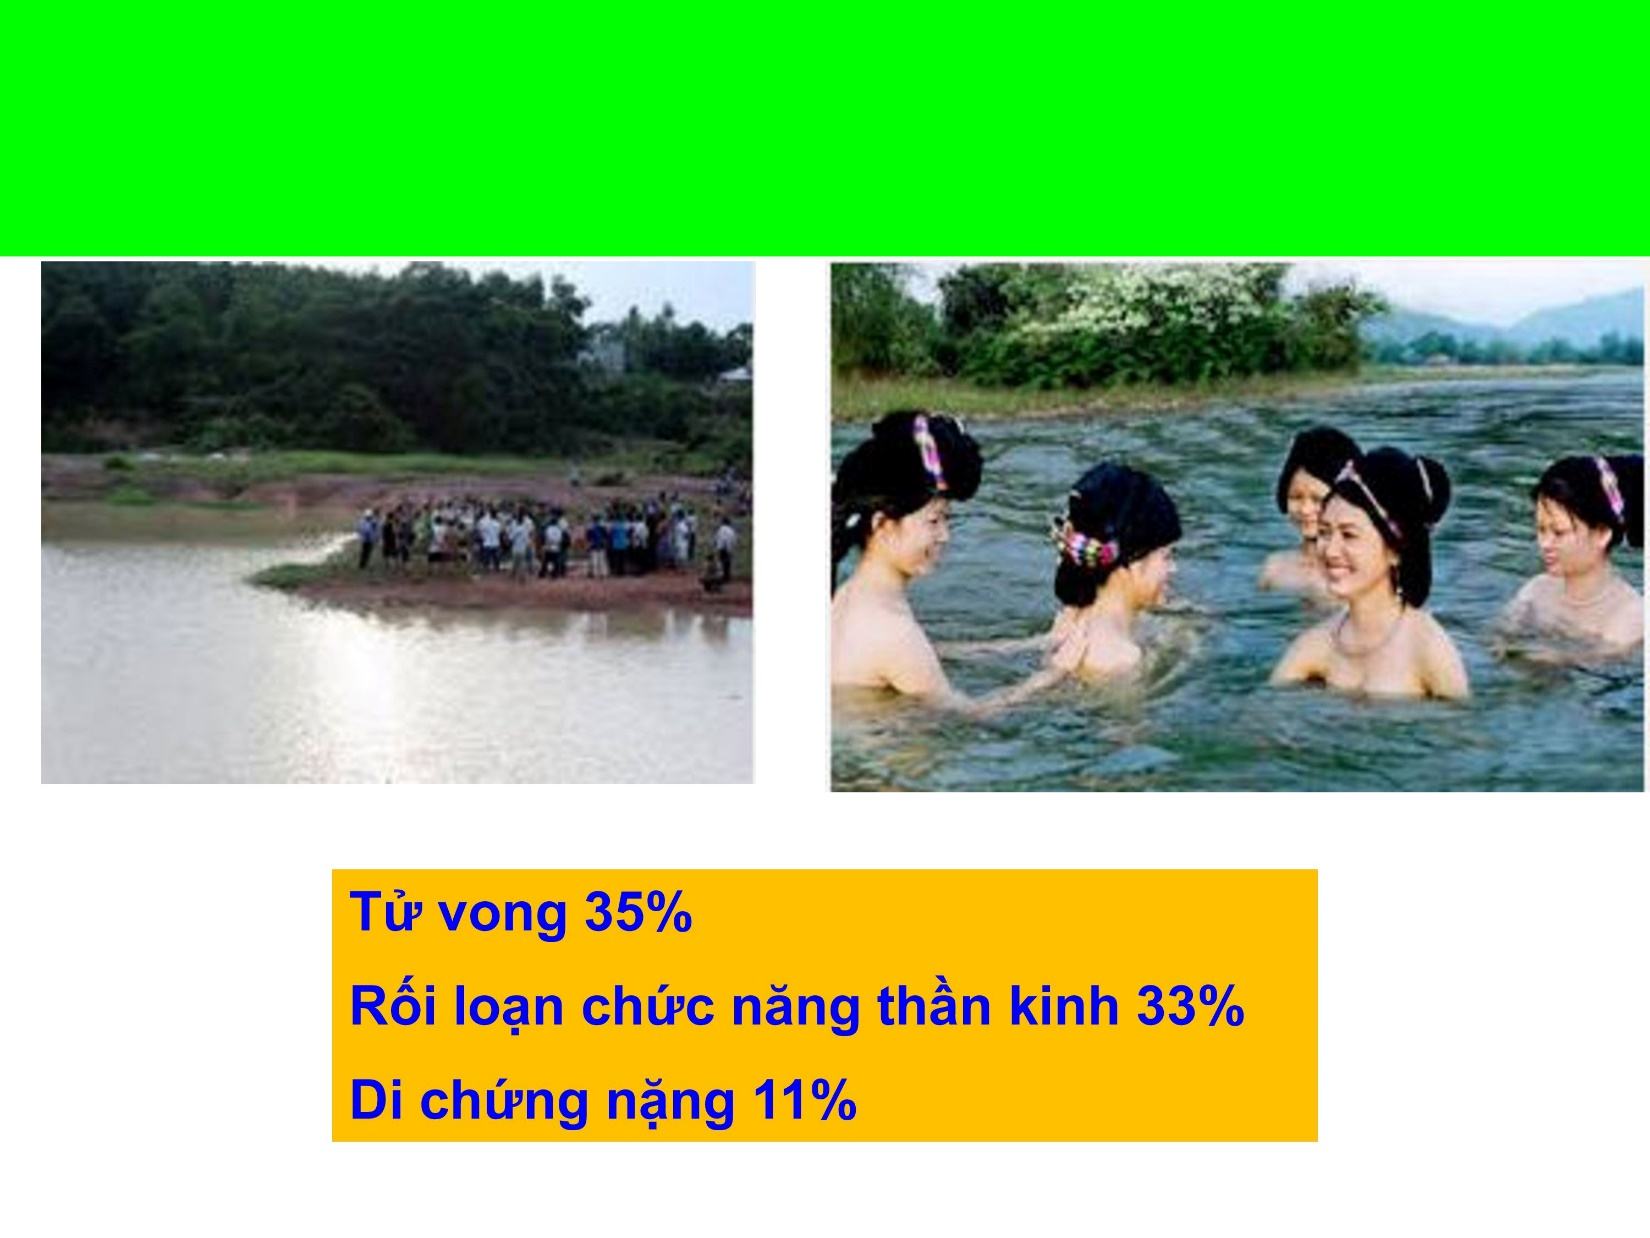 Tử vong 35%
Rối loạn chức năng thần kinh 33%
Di chứng nặng 11%